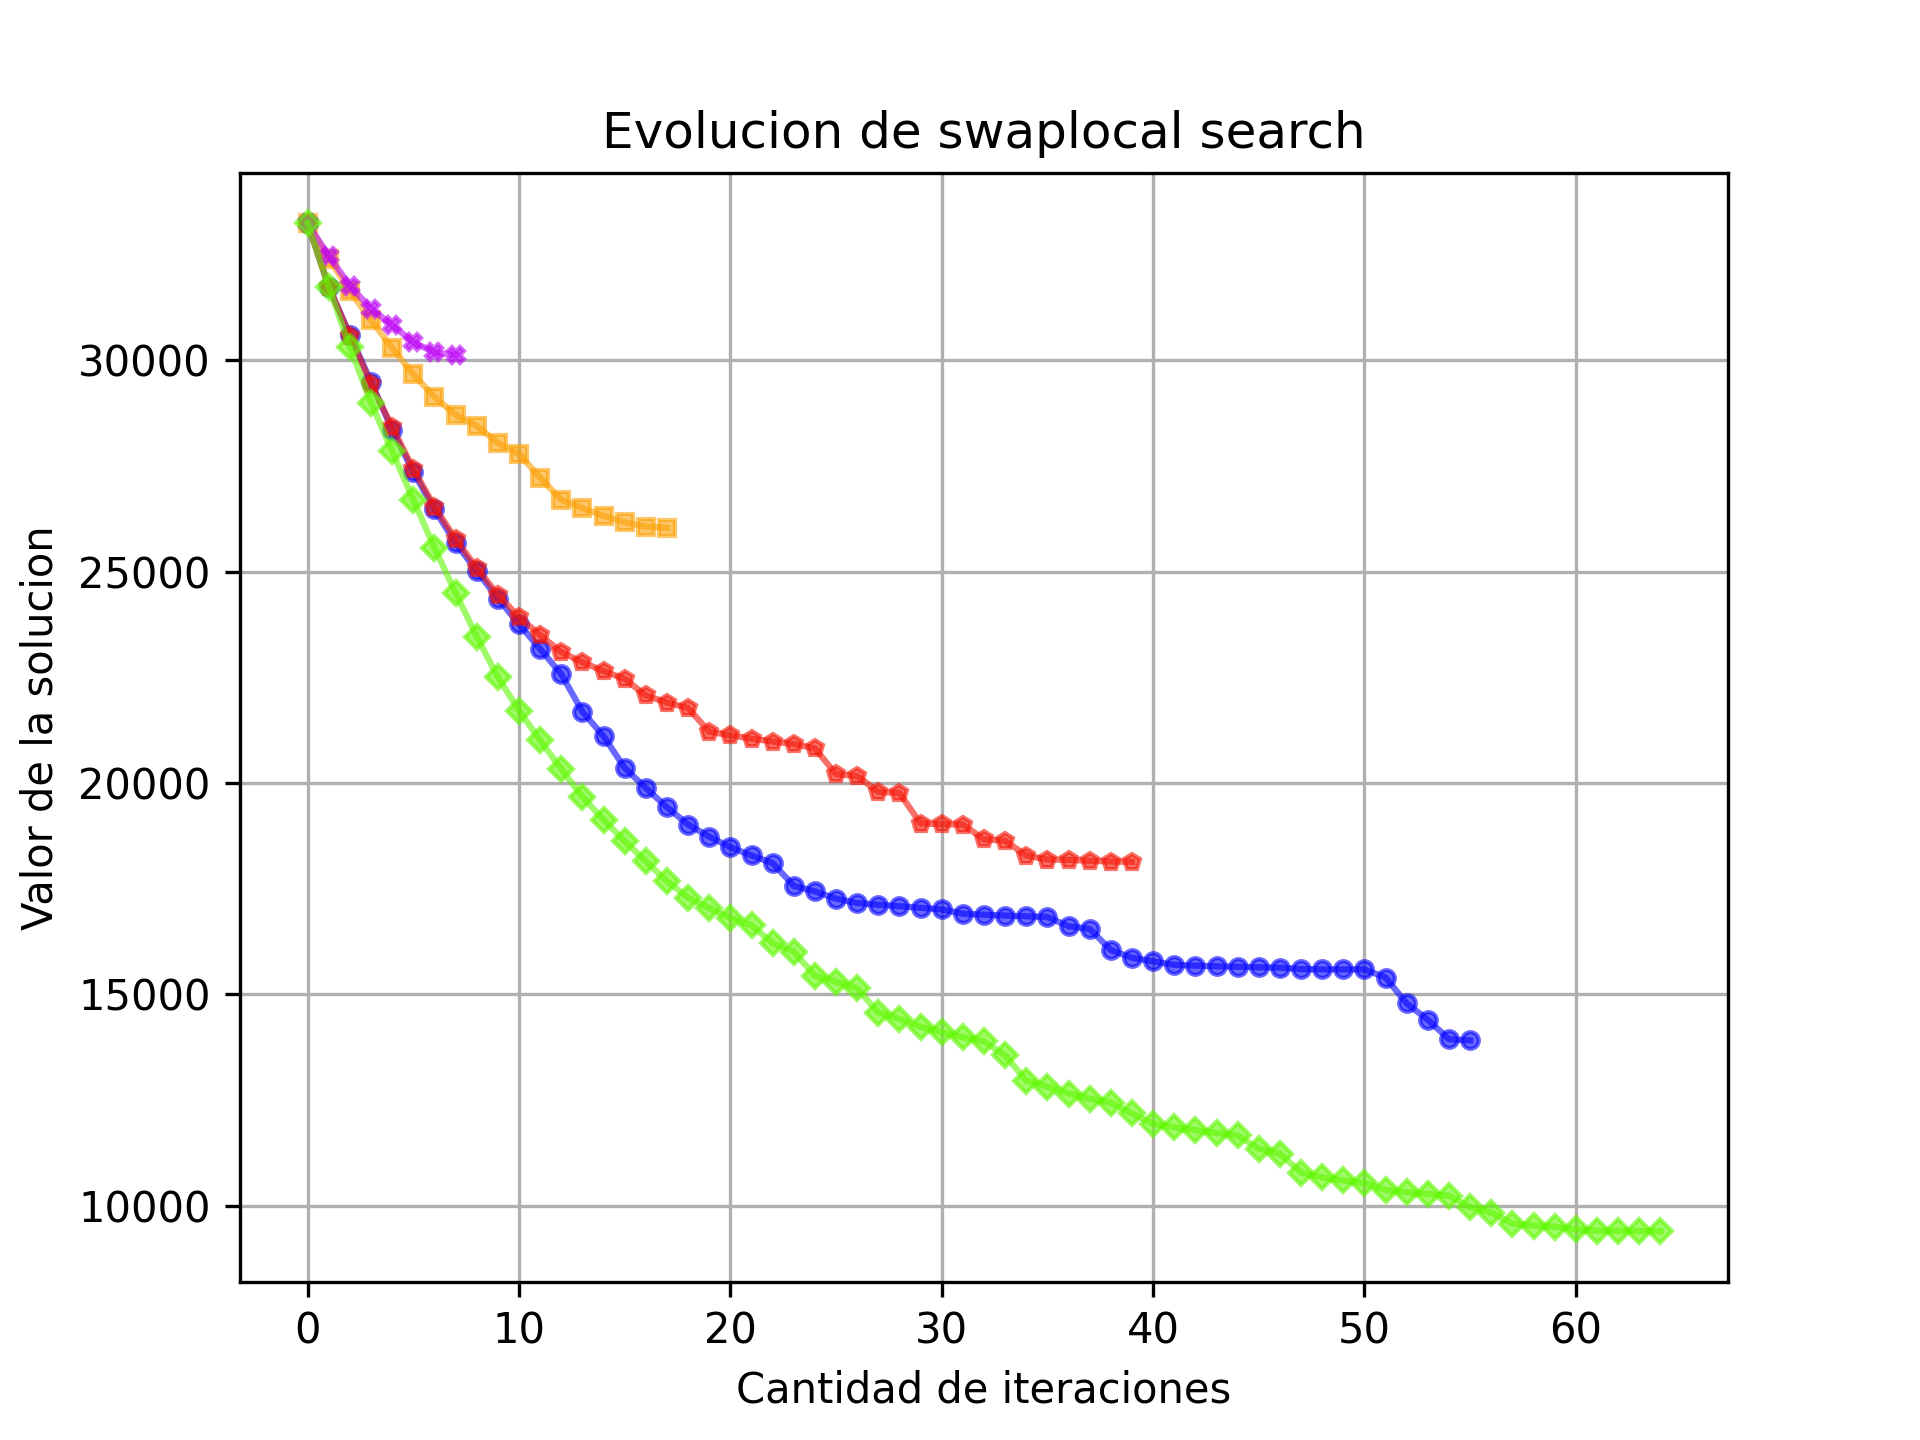 Evolucion de swaplocal search
Valor de la solucion
30000
25000
20000
15000
10000
0 10 20 30 40 50 60
Cantidad de iteraciones